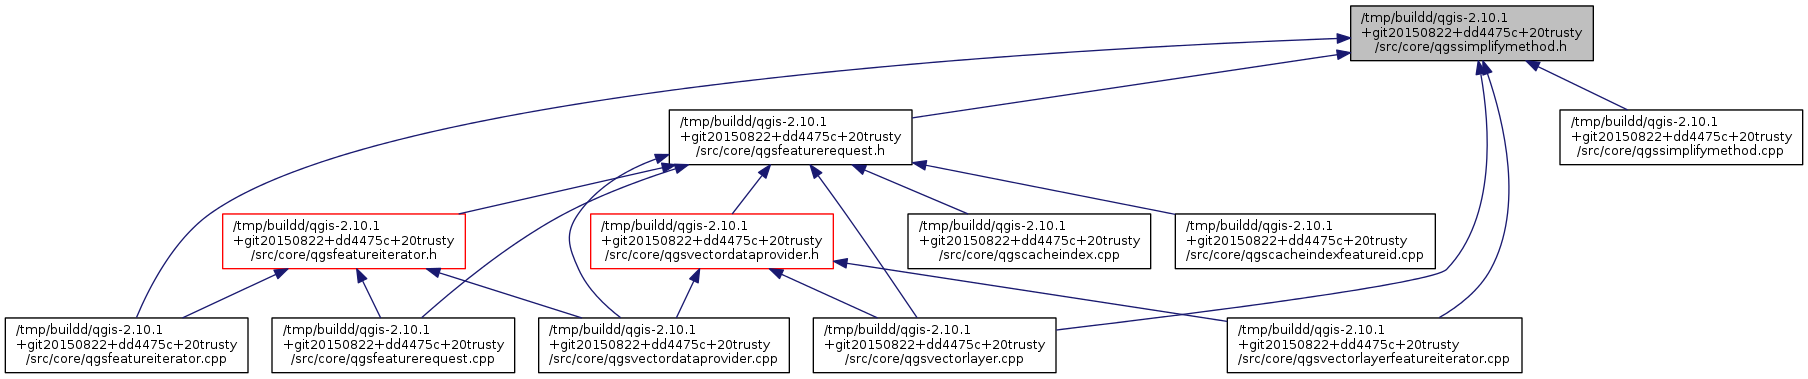 /tmp/buildd/qgis-2.10.1
+git20150822+dd4475c+20trusty
/src/core/qgssimplifymethod.h
/tmp/buildd/qgis-2.10.1
+git20150822+dd4475c+20trusty
/src/core/qgsfeaturerequest.h
/tmp/buildd/qgis-2.10.1
+git20150822+dd4475c+20trusty
/src/core/qgssimplifymethod.cpp
/tmp/buildd/qgis-2.10.1
+git20150822+dd4475c+20trusty
/src/core/qgsfeatureiterator.h
/tmp/buildd/qgis-2.10.1
+git20150822+dd4475c+20trusty
/src/core/qgsvectordataprovider.h
/tmp/buildd/qgis-2.10.1
+git20150822+dd4475c+20trusty
/src/core/qgscacheindex.cpp
/tmp/buildd/qgis-2.10.1
+git20150822+dd4475c+20trusty
/src/core/qgscacheindexfeatureid.cpp
/tmp/buildd/qgis-2.10.1
+git20150822+dd4475c+20trusty
/src/core/qgsfeatureiterator.cpp
/tmp/buildd/qgis-2.10.1
+git20150822+dd4475c+20trusty
/src/core/qgsfeaturerequest.cpp
/tmp/buildd/qgis-2.10.1
+git20150822+dd4475c+20trusty
/src/core/qgsvectordataprovider.cpp
/tmp/buildd/qgis-2.10.1
+git20150822+dd4475c+20trusty
/src/core/qgsvectorlayer.cpp
/tmp/buildd/qgis-2.10.1
+git20150822+dd4475c+20trusty
/src/core/qgsvectorlayerfeatureiterator.cpp